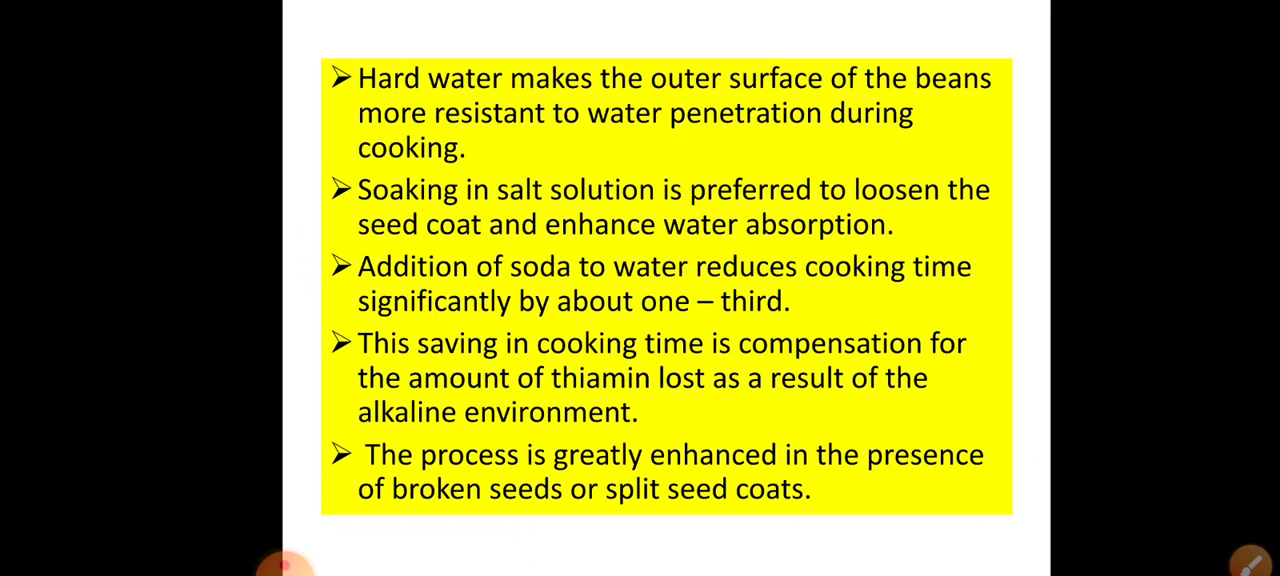 ➢ Hard water makes the outer surface of the beans
more resistant to water penetration during
cooking.
➢ Soaking in salt solution is preferred to loosen the
seed coat and enhance water absorption.
➢ Addition of soda to water reduces cooking time
significantly by about one – third.
➢ This saving in cooking time is compensation for
the amount of thiamin lost as a result of the
alkaline environment.
➢ The process is greatly enhanced in the presence
of broken seeds or split seed coats.